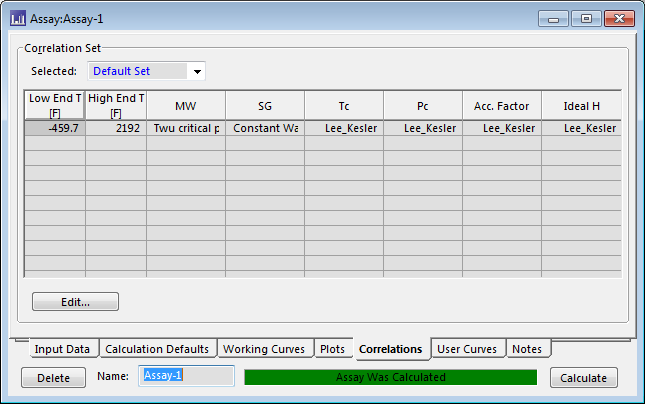 Assay:Assay-1
Correlation Set
Selected: Default Set
Low End T [F] High End T [F] MW SG Tc Pc Acc. Factor Ideal H
-459.7 2192 Twu critical p Constant Wa Lee_Kesler Lee_Kesler Lee_Kesler Lee_Kesler
Edit...
Input Data Calculation Defaults Working Curves Plots Correlations User Curves Notes
Delete Name: Assay-1 Assay Was Calculated Calculate